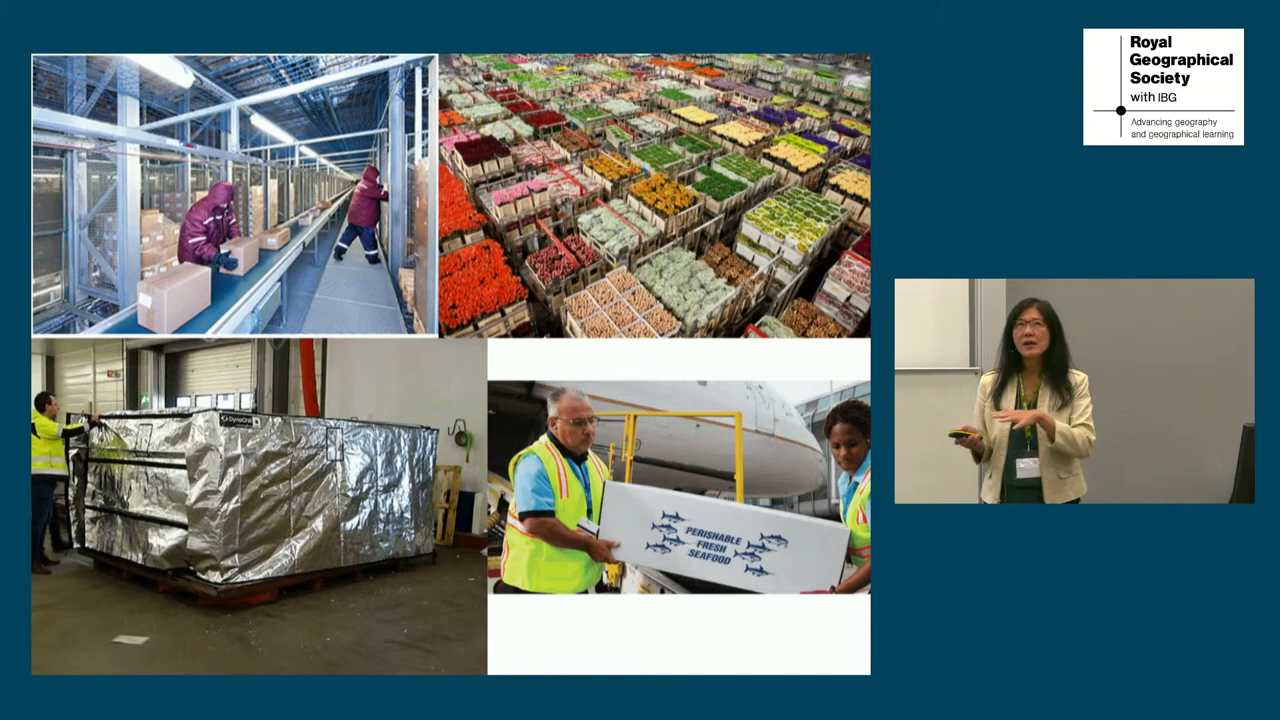 Royal
Geographical
Society
with IBG
Advancing geography
and geographical learning
PERISHABLE
FRESH
SEAFOOD